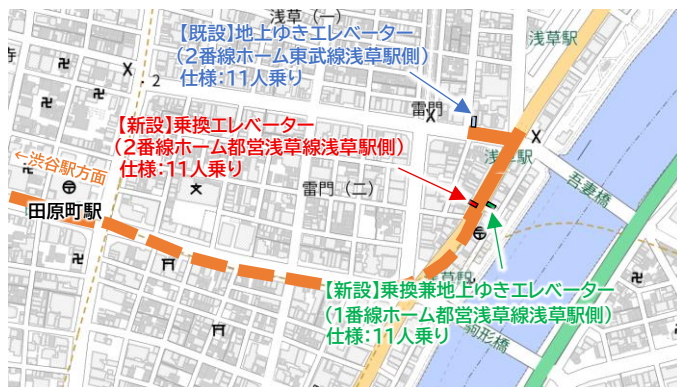 浅草（一）
浅草駅
【既設】地上ゆきエレベーター
（2番線ホーム東武線浅草駅側）
仕様：11人乗り
寺
2
雷門
【新設】乗換エレベーター
（2番線ホーム都営浅草線浅草駅側）
仕様：11人乗り
浅草駅
吾妻橋
←渋谷駅方面
田原町駅
雷門（二）
【新設】乗換兼地上ゆきエレベーター
（1番線ホーム都営浅草線浅草駅側）
仕様：11人乗り
駒形橋